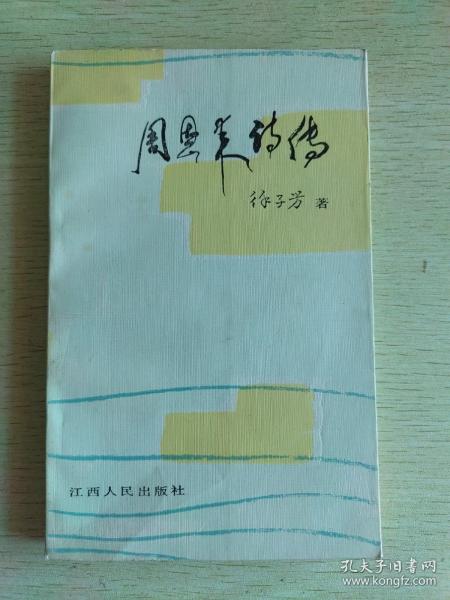 周恩来诗传
徐子芳 著
江西人民出版社
孔夫子旧书网
www.kongfz.com